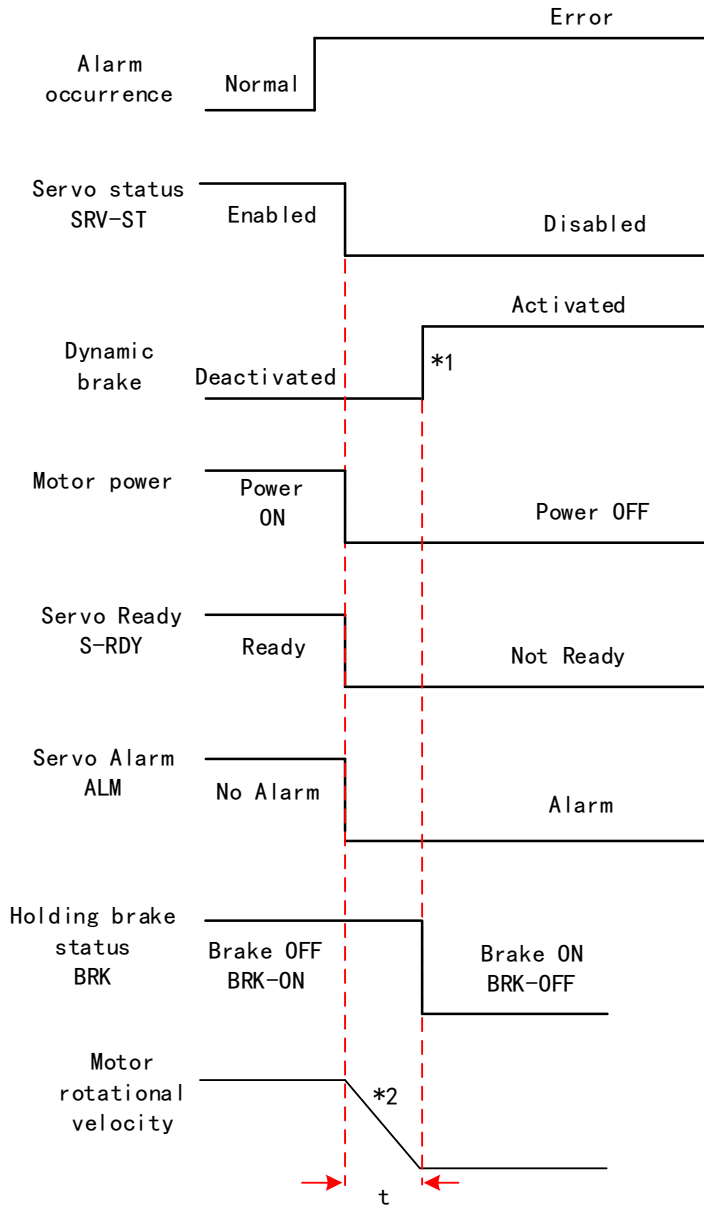 Error
Alarm
occurrence
Normal
Servo status
SRV-ST
Enabled
Disabled
Activated
Dynamic
brake
Deactivated
*1
Motor power
Power
ON
Power OFF
Servo Ready
S-RDY
Ready
Not Ready
Servo Alarm
ALM
No Alarm
Alarm
Holding brake
status
BRK
Brake OFF
BRK-ON
Brake ON
BRK-OFF
Motor
rotational
velocity
*2
t